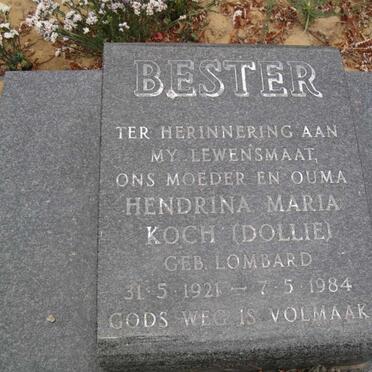 BESTER
TER HERINNERING AAN
MY LEWENSMAAT,
ONS MOEDER EN OUMA
HENDRINA MARIA
KOCH (DOLLIE)
GEB. LOMBARD
31·5·1921 — 7·5·1984
GODS WEG IS VOLMAAK